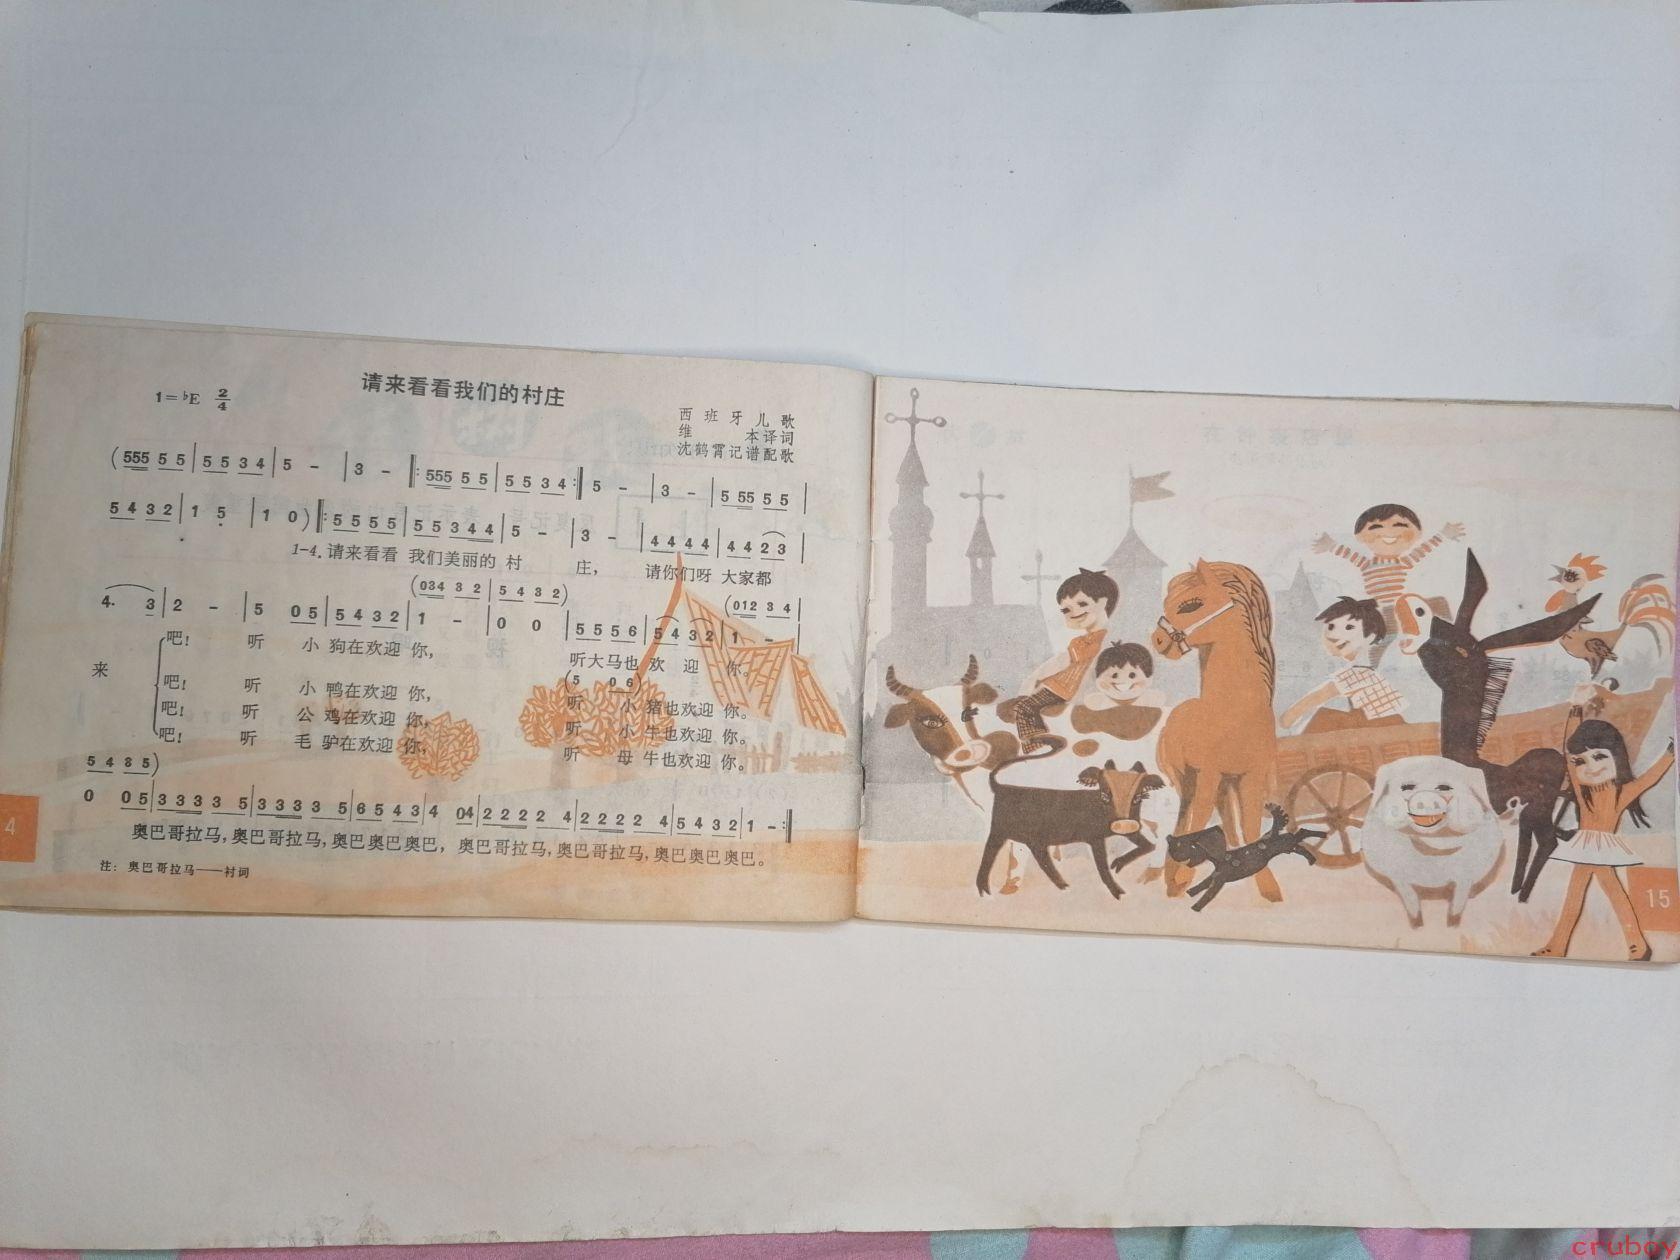 请来看看我们的村庄
1=♭E 2/4
西班牙儿歌
维 本译词
沈鹤霄记谱配歌
(555 5 5 | 5 5 3 4 | 5 - | 3 - |: 555 5 5 | 5 5 3 4 :| 5 - | 3 - | 5 55 5 5 |
5 4 3 2 | 1 5 | 1 0 ) |: 5 5 5 5 | 5 5 3 4 4 | 5 - | 3 - | 4 4 4 4 | 4 4 2 3 |
1-4. 请来看看 我们美丽的 村 庄, 请你们呀 大家都
(034 3 2 | 5 4 3 2) (012 3 4
4. 3 | 2 - | 5 05 | 5 4 3 2 | 1 - | 0 0 | 5 5 5 6 | 5 4 3 2 | 1 - |
来
吧! 听 小 狗在欢迎 你, 听大马也 欢 迎 你。
(5 0 6)
吧! 听 小 鸭在欢迎 你, 听 小 猪也欢迎 你。
吧! 听 公 鸡在欢迎 你, 听 小 牛也欢迎 你。
吧! 听 毛 驴在欢迎 你, 听 母 牛也欢迎 你。
5 4 3 5)
0 05 | 3 3 3 3 5 | 3 3 3 3 5 | 6 5 4 3 | 4 04 | 2 2 2 2 4 | 2 2 2 2 4 | 5 4 3 2 | 1 - :|
奥巴哥拉马, 奥巴哥拉马, 奥巴奥巴奥巴, 奥巴哥拉马, 奥巴哥拉马, 奥巴奥巴奥巴。
注: 奥巴哥拉马——衬词
4
15
cruboy